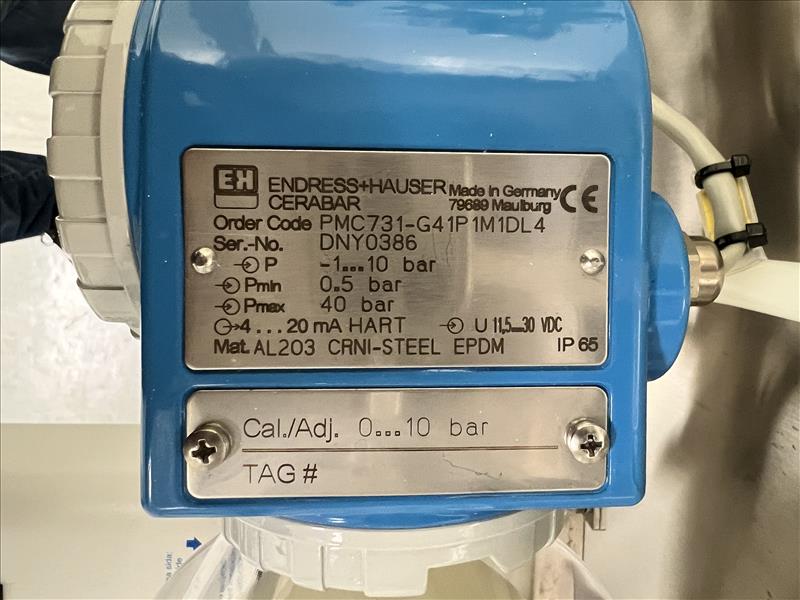 EH ENDRESS+HAUSER Made in Germany CE
CERABAR 79689 Maulburg
Order Code PMC731-G41P1M1DL4
Ser.-No. DNY0386
P -1...10 bar
Pmin 0.5 bar
Pmax 40 bar
4...20 mA HART U 11,5...30 VDC
Mat. AL203 CRNI-STEEL EPDM IP 65
Cal./Adj. 0...10 bar
TAG #